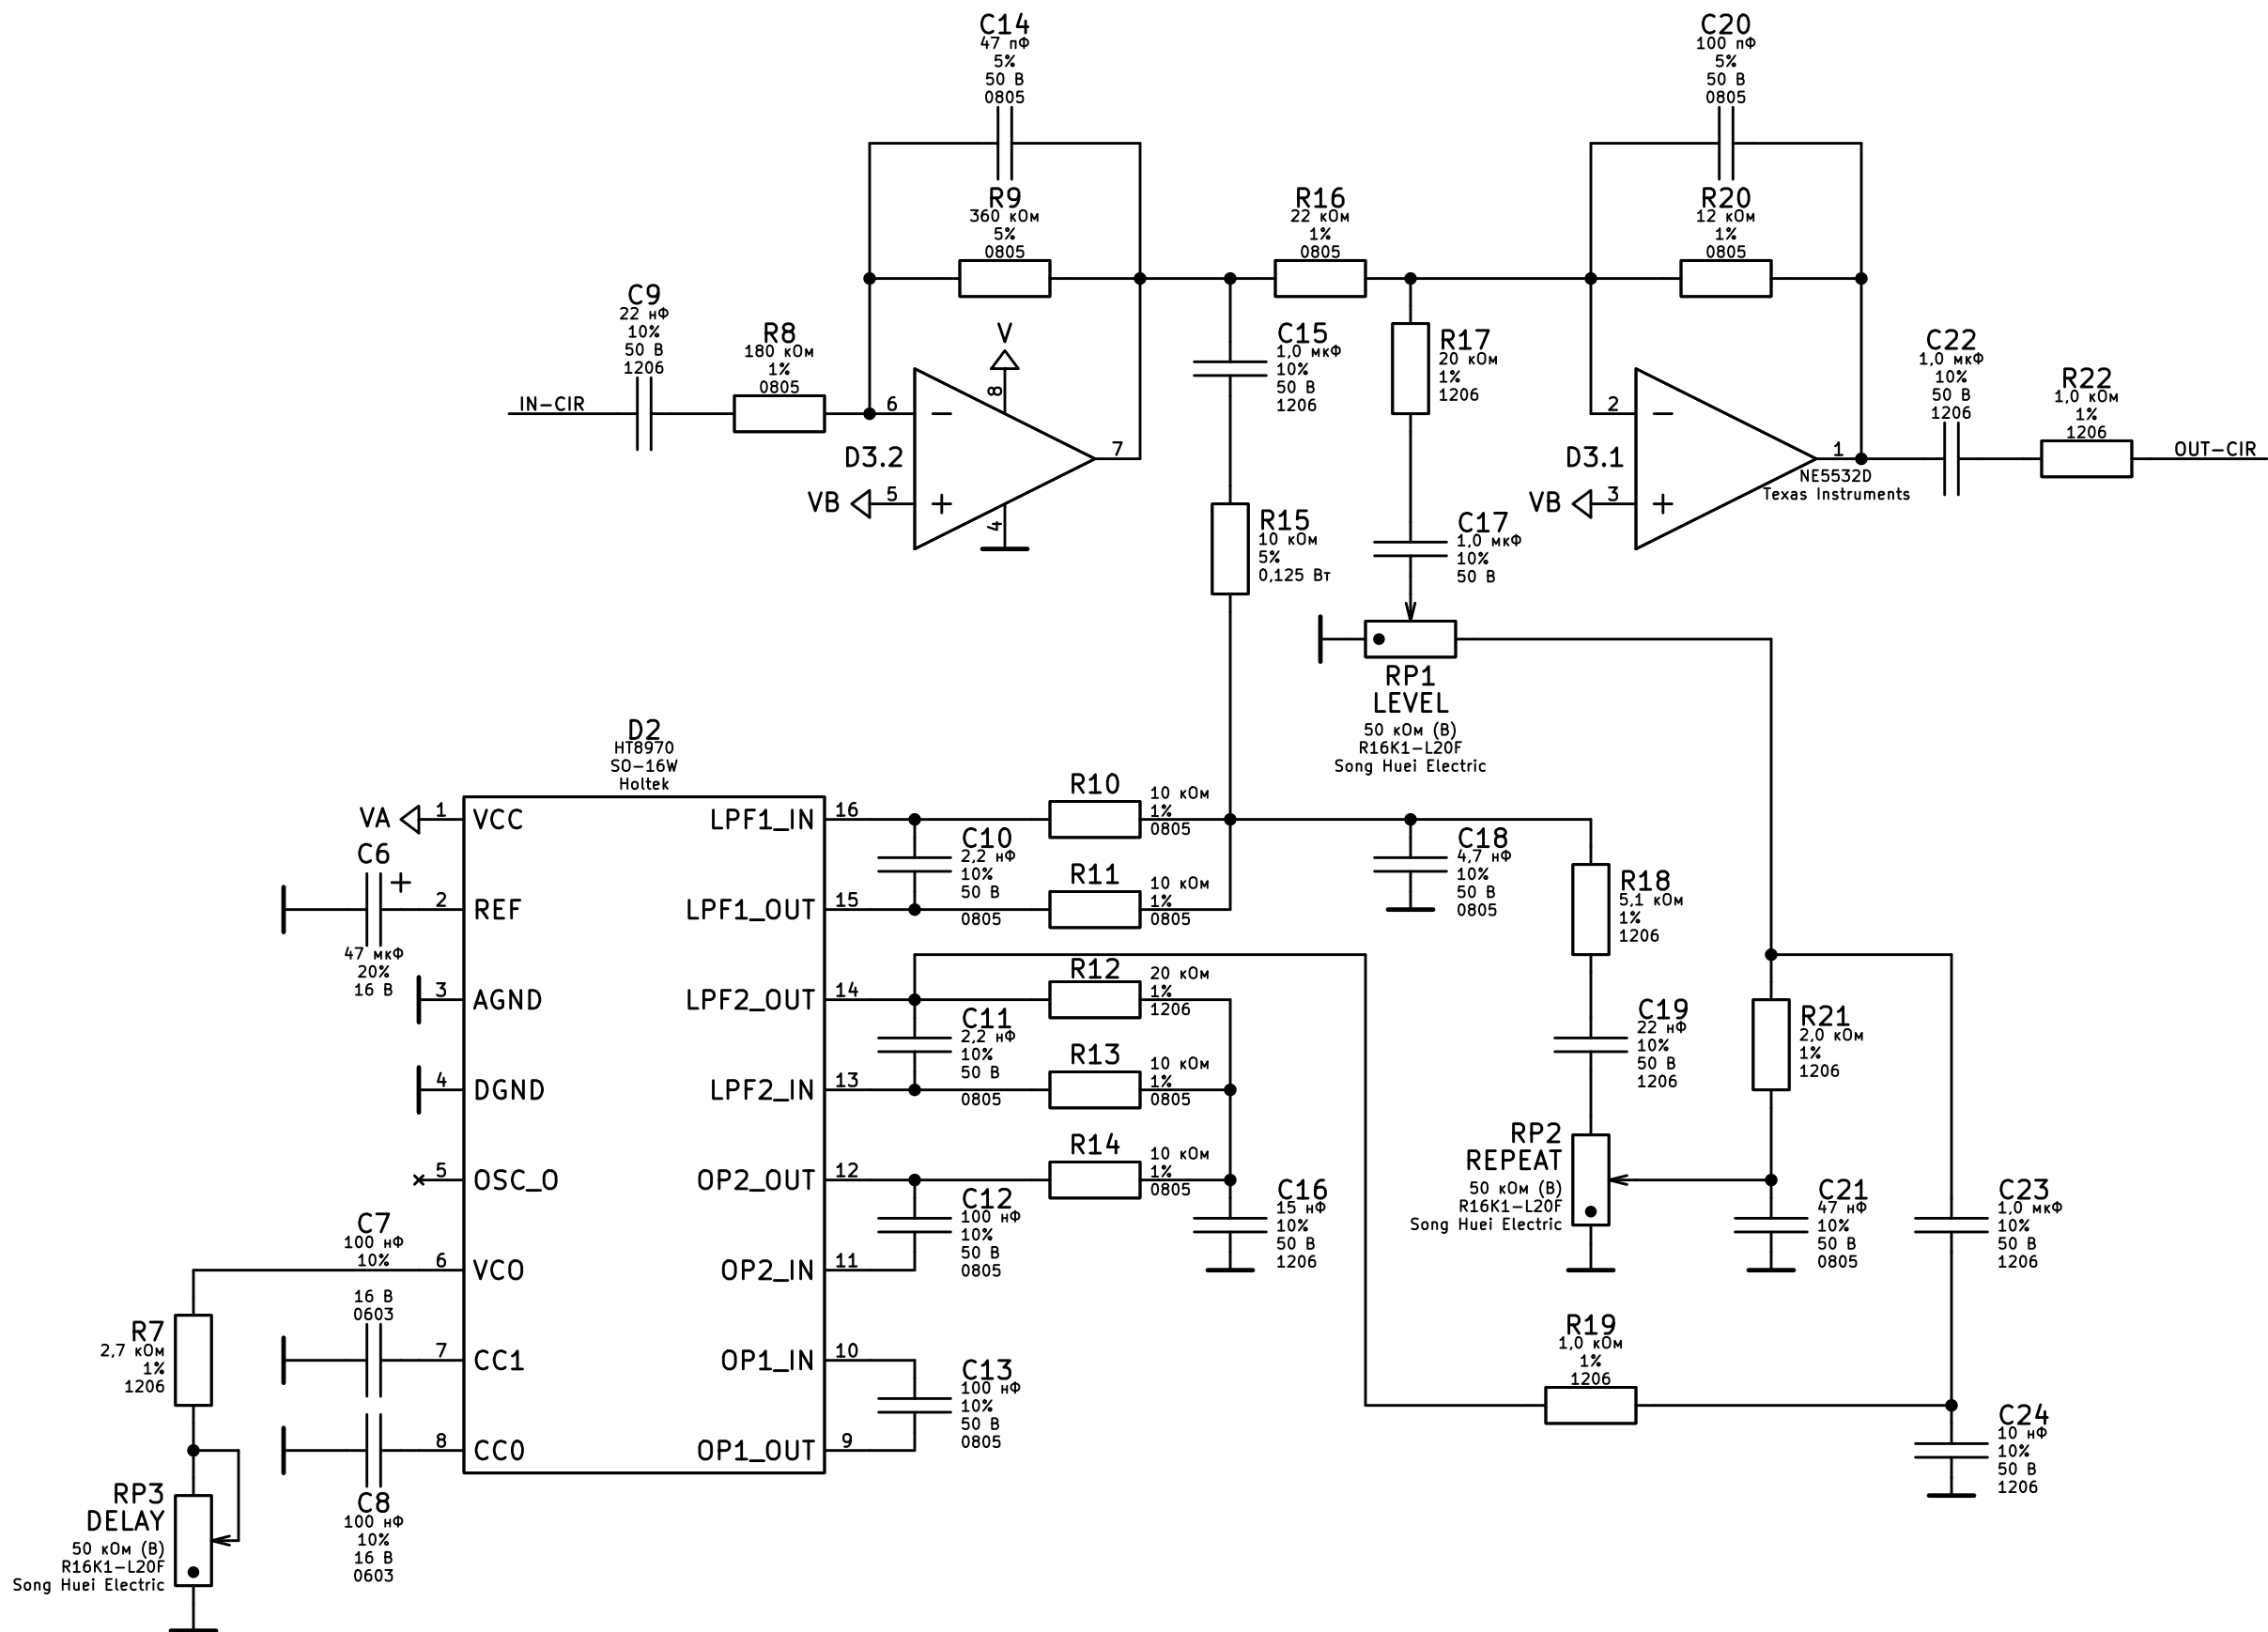 C14
47 пФ
5%
50 В
0805
C20
100 пФ
5%
50 В
0805
R9
360 кОм
5%
0805
R16
22 кОм
1%
0805
R20
12 кОм
1%
0805
C9
22 нФ
10%
50 В
1206
IN-CIR
R8
180 кОм
1%
0805
V
8
6
−
D3.2
7
VB
5
+
4
C15
1,0 мкФ
10%
50 В
1206
R17
20 кОм
1%
1206
2
−
D3.1
1
NE5532D
Texas Instruments
VB
3
+
C22
1,0 мкФ
10%
50 В
1206
R22
1,0 кОм
1%
1206
OUT-CIR
R15
10 кОм
5%
0,125 Вт
C17
1,0 мкФ
10%
50 В
RP1
LEVEL
50 кОм (В)
R16K1-L20F
Song Huei Electric
D2
HT8970
SO-16W
Holtek
VA
1
VCC
C6
+
47 мкФ
20%
16 В
2
REF
3
AGND
4
DGND
5
OSC_O
C7
100 нФ
10%
16 В
0603
6
VCO
7
CC1
8
CC0
C8
100 нФ
10%
16 В
0603
R7
2,7 кОм
1%
1206
RP3
DELAY
50 кОм (В)
R16K1-L20F
Song Huei Electric
LPF1_IN
16
LPF1_OUT
15
LPF2_OUT
14
LPF2_IN
13
OP2_OUT
12
OP2_IN
11
OP1_IN
10
OP1_OUT
9
R10
10 кОм
1%
0805
C10
2,2 нФ
10%
50 В
0805
R11
10 кОм
1%
0805
R12
20 кОм
1%
1206
C11
2,2 нФ
10%
50 В
0805
R13
10 кОм
1%
0805
R14
10 кОм
1%
0805
C12
100 нФ
10%
50 В
0805
C13
100 нФ
10%
50 В
0805
C16
15 нФ
10%
50 В
1206
C18
4,7 нФ
10%
50 В
0805
R18
5,1 кОм
1%
1206
C19
22 нФ
10%
50 В
1206
RP2
REPEAT
50 кОм (В)
R16K1-L20F
Song Huei Electric
R21
2,0 кОм
1%
1206
C21
47 нФ
10%
50 В
0805
C23
1,0 мкФ
10%
50 В
1206
R19
1,0 кОм
1%
1206
C24
10 нФ
10%
50 В
1206